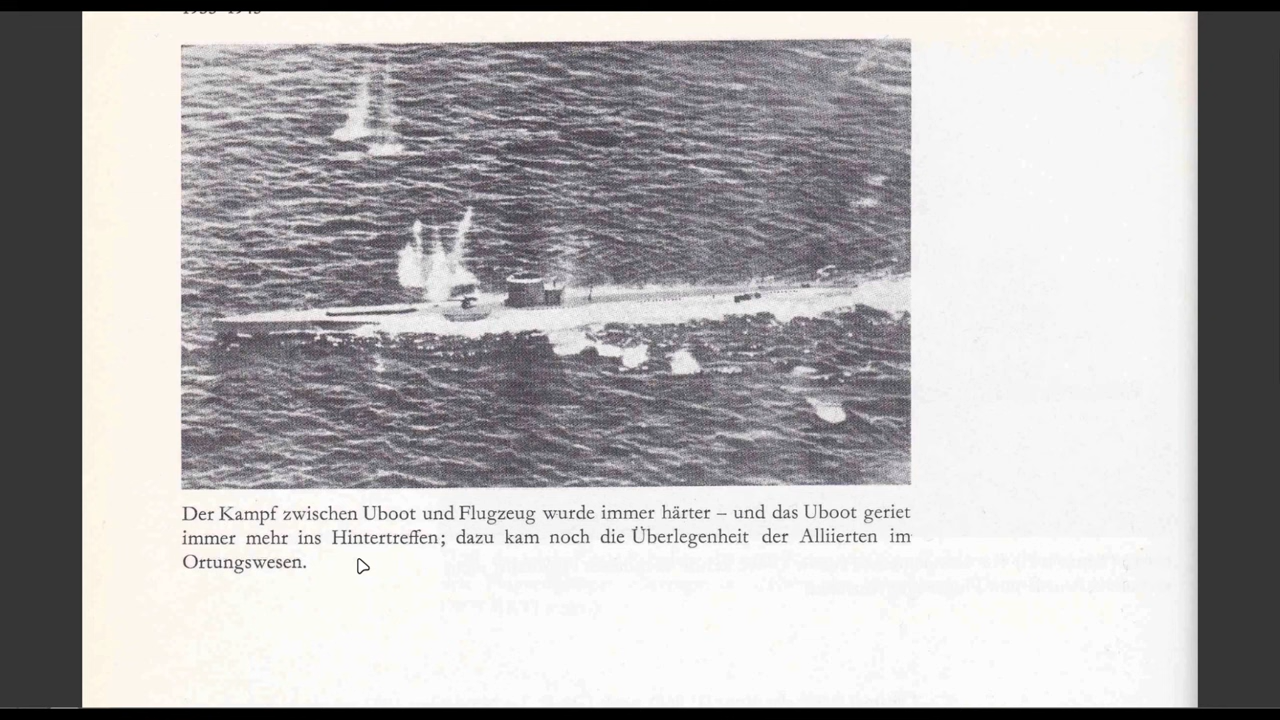 Der Kampf zwischen Uboot und Flugzeug wurde immer härter – und das Uboot geriet
immer mehr ins Hintertreffen; dazu kam noch die Überlegenheit der Alliierten im
Ortungswesen.